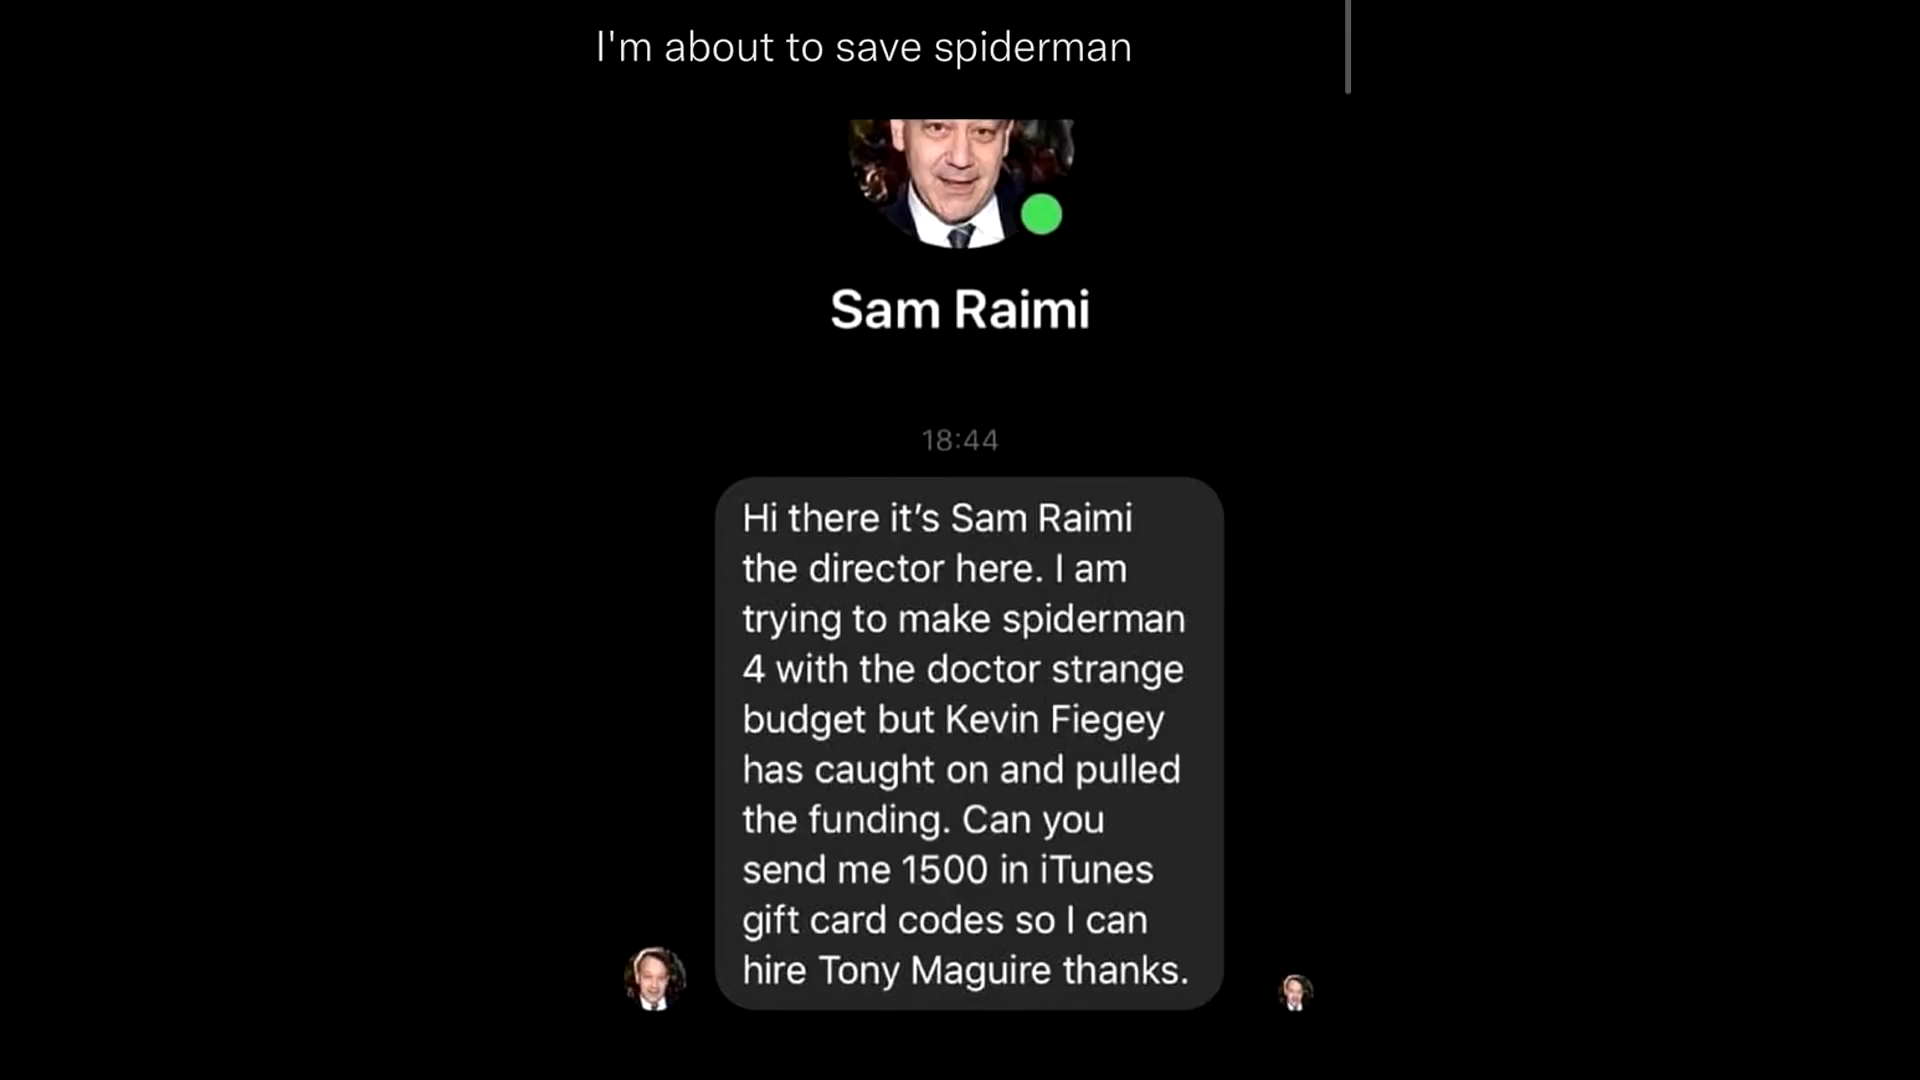 I'm about to save spiderman
Sam Raimi
18:44
Hi there it’s Sam Raimi
the director here. I am
trying to make spiderman
4 with the doctor strange
budget but Kevin Fiegey
has caught on and pulled
the funding. Can you
send me 1500 in iTunes
gift card codes so I can
hire Tony Maguire thanks.